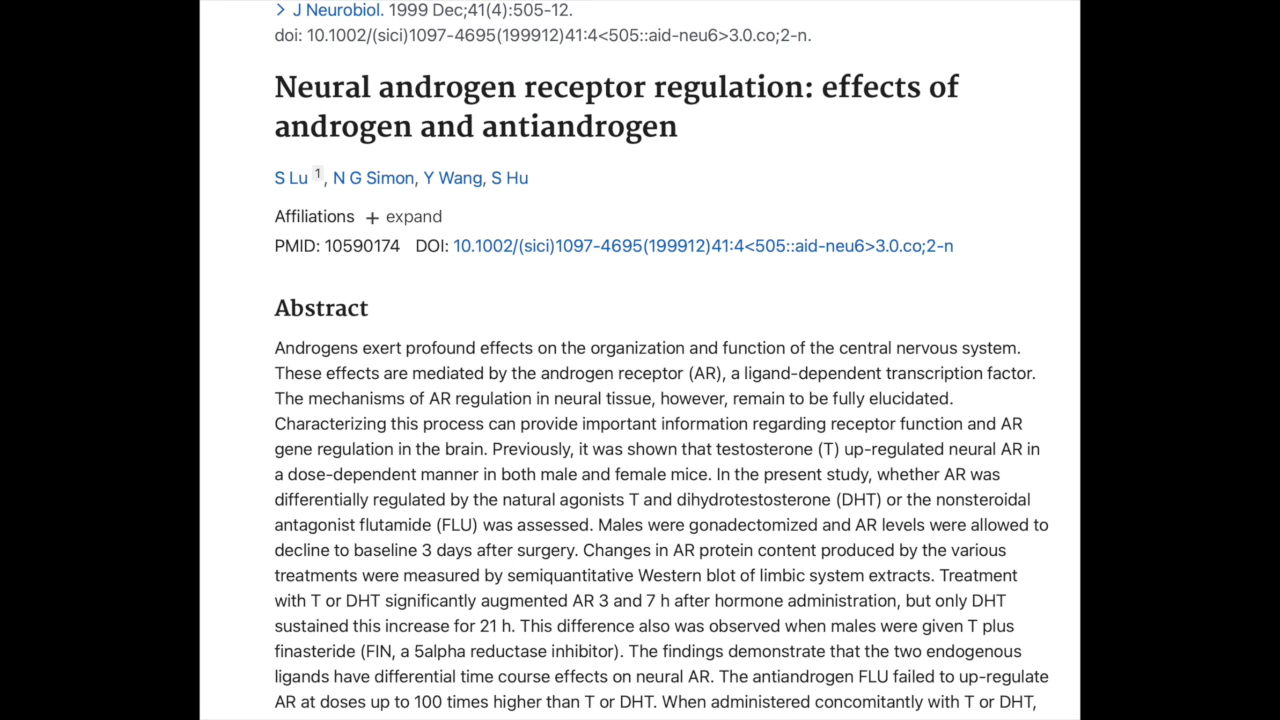 > J Neurobiol. 1999 Dec;41(4):505-12.
doi: 10.1002/(sici)1097-4695(199912)41:4<505::aid-neu6>3.0.co;2-n.
Neural androgen receptor regulation: effects of
androgen and antiandrogen
S Lu 1, N G Simon, Y Wang, S Hu
Affiliations + expand
PMID: 10590174 DOI: 10.1002/(sici)1097-4695(199912)41:4<505::aid-neu6>3.0.co;2-n
Abstract
Androgens exert profound effects on the organization and function of the central nervous system.
These effects are mediated by the androgen receptor (AR), a ligand-dependent transcription factor.
The mechanisms of AR regulation in neural tissue, however, remain to be fully elucidated.
Characterizing this process can provide important information regarding receptor function and AR
gene regulation in the brain. Previously, it was shown that testosterone (T) up-regulated neural AR in
a dose-dependent manner in both male and female mice. In the present study, whether AR was
differentially regulated by the natural agonists T and dihydrotestosterone (DHT) or the nonsteroidal
antagonist flutamide (FLU) was assessed. Males were gonadectomized and AR levels were allowed to
decline to baseline 3 days after surgery. Changes in AR protein content produced by the various
treatments were measured by semiquantitative Western blot of limbic system extracts. Treatment
with T or DHT significantly augmented AR 3 and 7 h after hormone administration, but only DHT
sustained this increase for 21 h. This difference also was observed when males were given T plus
finasteride (FIN, a 5alpha reductase inhibitor). The findings demonstrate that the two endogenous
ligands have differential time course effects on neural AR. The antiandrogen FLU failed to up-regulate
AR at doses up to 100 times higher than T or DHT. When administered concomitantly with T or DHT,